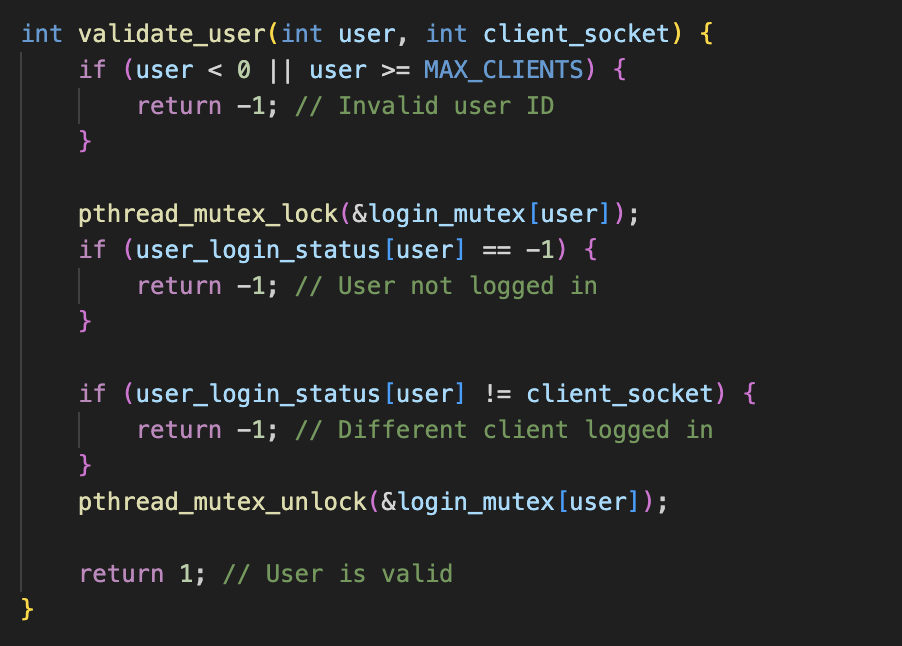 int validate_user(int user, int client_socket) {
    if (user < 0 || user >= MAX_CLIENTS) {
        return -1; // Invalid user ID
    }

    pthread_mutex_lock(&login_mutex[user]);
    if (user_login_status[user] == -1) {
        return -1; // User not logged in
    }

    if (user_login_status[user] != client_socket) {
        return -1; // Different client logged in
    }
    pthread_mutex_unlock(&login_mutex[user]);

    return 1; // User is valid
}